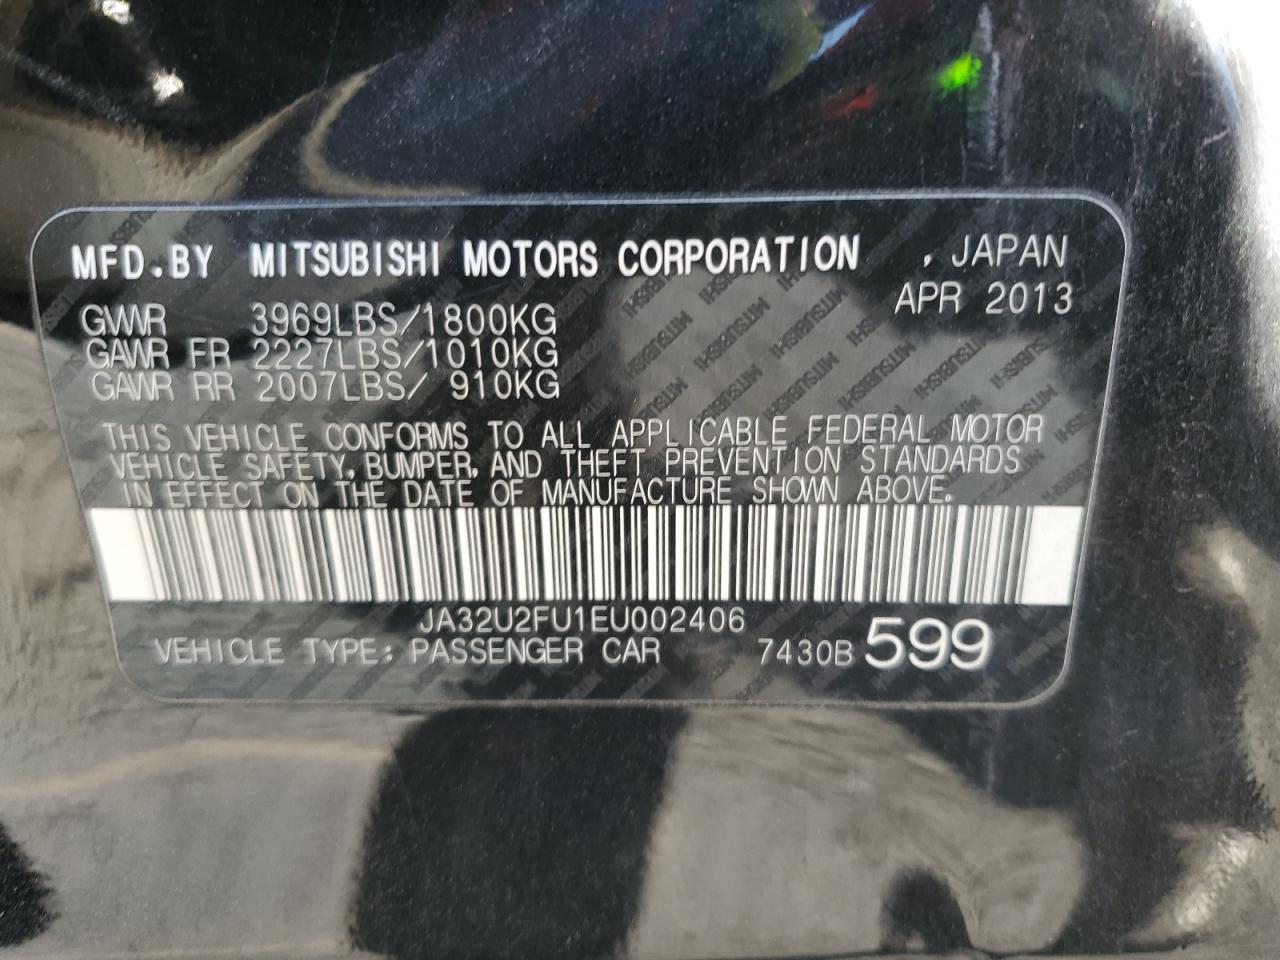 MFD.BY MITSUBISHI MOTORS CORPORATION , JAPAN
APR 2013
GVWR 3969LBS/1800KG
GAWR FR 2227LBS/1010KG
GAWR RR 2007LBS/ 910KG
THIS VEHICLE CONFORMS TO ALL APPLICABLE FEDERAL MOTOR
VEHICLE SAFETY, BUMPER, AND THEFT PREVENTION STANDARDS
IN EFFECT ON THE DATE OF MANUFACTURE SHOWN ABOVE.
JA32U2FU1EU002406
VEHICLE TYPE: PASSENGER CAR 7430B 599